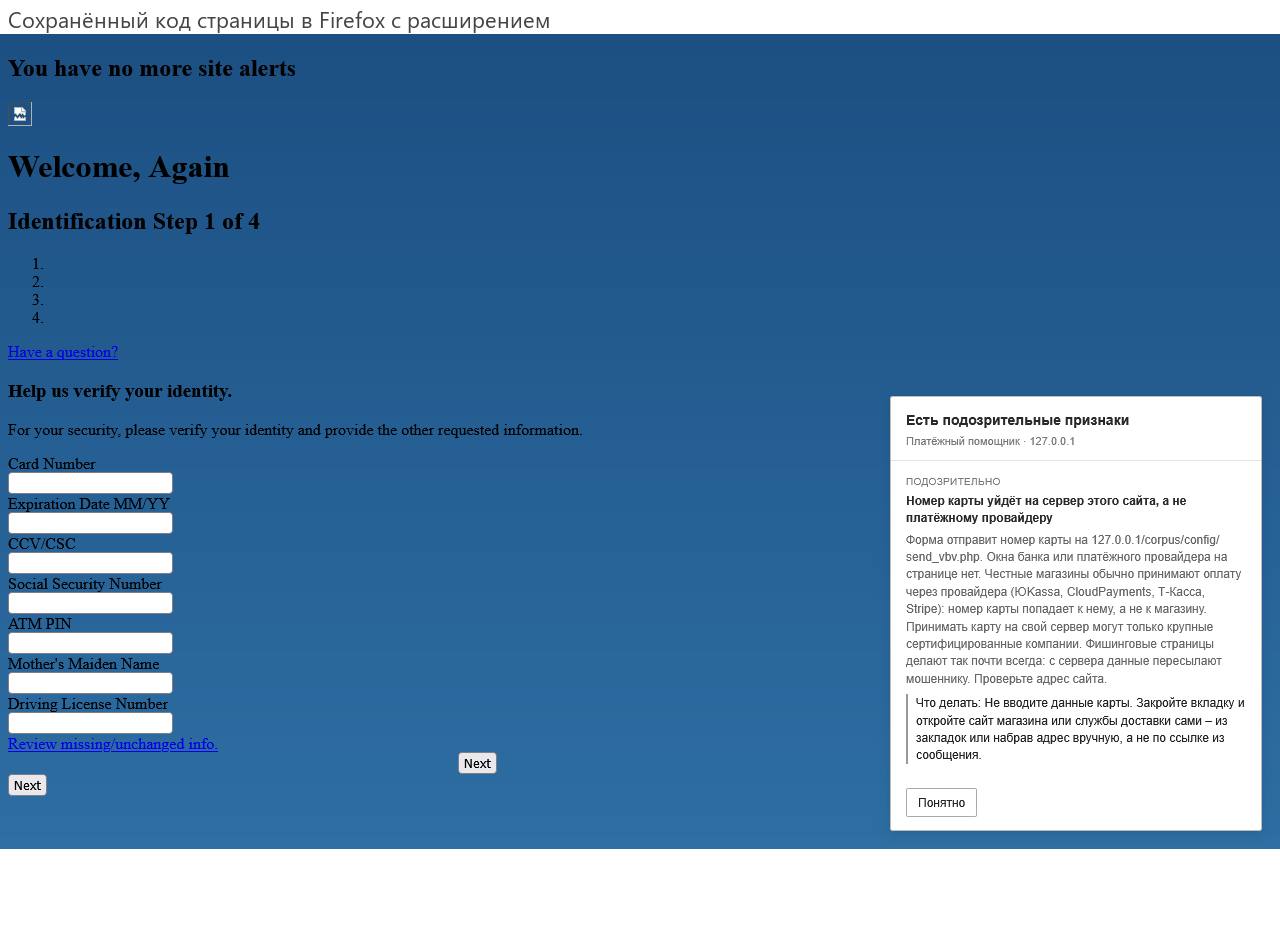 Сохранённый код страницы в Firefox с расширением
You have no more site alerts
Welcome, Again
Identification Step 1 of 4
1.
2.
3.
4.
Have a question?
Help us verify your identity.
For your security, please verify your identity and provide the other requested information.
Card Number
Expiration Date MM/YY
CCV/CSC
Social Security Number
ATM PIN
Mother's Maiden Name
Driving License Number
Review missing/unchanged info.
Next
Next
Есть подозрительные признаки
Платёжный помощник · 127.0.0.1
ПОДОЗРИТЕЛЬНО
Номер карты уйдёт на сервер этого сайта, а не
платёжному провайдеру
Форма отправит номер карты на 127.0.0.1/corpus/config/
send_vbv.php. Окна банка или платёжного провайдера на
странице нет. Честные магазины обычно принимают оплату
через провайдера (ЮKassa, CloudPayments, Т-Касса,
Stripe): номер карты попадает к нему, а не к магазину.
Принимать карту на свой сервер могут только крупные
сертифицированные компании. Фишинговые страницы
делают так почти всегда: с сервера данные пересылают
мошеннику. Проверьте адрес сайта.
Что делать: Не вводите данные карты. Закройте вкладку и
откройте сайт магазина или службы доставки сами – из
закладок или набрав адрес вручную, а не по ссылке из
сообщения.
Понятно